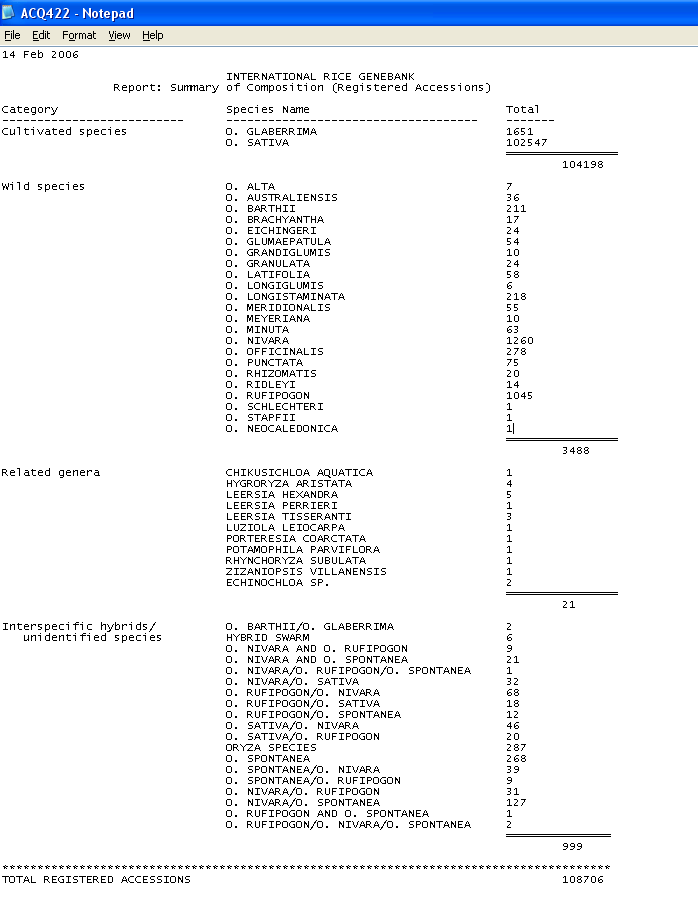 ACQ422 - Notepad
File Edit Format View Help
14 Feb 2006
INTERNATIONAL RICE GENEBANK
Report: Summary of Composition (Registered Accessions)
Category Species Name Total
-------------------------- ------------------------------------ -------
Cultivated species O. GLABERRIMA 1651
O. SATIVA 102547
104198
Wild species O. ALTA 7
O. AUSTRALIENSIS 36
O. BARTHII 211
O. BRACHYANTHA 17
O. EICHINGERI 24
O. GLUMAEPATULA 54
O. GRANDIGLUMIS 10
O. GRANULATA 24
O. LATIFOLIA 58
O. LONGIGLUMIS 6
O. LONGISTAMINATA 218
O. MERIDIONALIS 55
O. MEYERIANA 10
O. MINUTA 63
O. NIVARA 1260
O. OFFICINALIS 278
O. PUNCTATA 75
O. RHIZOMATIS 20
O. RIDLEYI 14
O. RUFIPOGON 1045
O. SCHLECHTERI 1
O. STAPFII 1
O. NEOCALEDONICA 1
3488
Related genera CHIKUSICHLOA AQUATICA 1
HYGRORYZA ARISTATA 4
LEERSIA HEXANDRA 5
LEERSIA PERRIERI 1
LEERSIA TISSERANTI 3
LUZIOLA LEIOCARPA 1
PORTERESIA COARCTATA 1
POTAMOPHILA PARVIFLORA 1
RHYNCHORYZA SUBULATA 1
ZIZANIOPSIS VILLANENSIS 1
ECHINOCHLOA SP. 2
21
Interspecific hybrids/ O. BARTHII/O. GLABERRIMA 2
unidentified species HYBRID SWARM 6
O. NIVARA AND O. RUFIPOGON 9
O. NIVARA AND O. SPONTANEA 21
O. NIVARA/O. RUFIPOGON/O. SPONTANEA 1
O. NIVARA/O. SATIVA 32
O. RUFIPOGON/O. NIVARA 68
O. RUFIPOGON/O. SATIVA 18
O. RUFIPOGON/O. SPONTANEA 12
O. SATIVA/O. NIVARA 46
O. SATIVA/O. RUFIPOGON 20
ORYZA SPECIES 287
O. SPONTANEA 268
O. SPONTANEA/O. NIVARA 39
O. SPONTANEA/O. RUFIPOGON 9
O. NIVARA/O. RUFIPOGON 31
O. NIVARA/O. SPONTANEA 127
O. RUFIPOGON AND O. SPONTANEA 1
O. RUFIPOGON/O. NIVARA/O. SPONTANEA 2
999
***************************************************************************************
TOTAL REGISTERED ACCESSIONS 108706